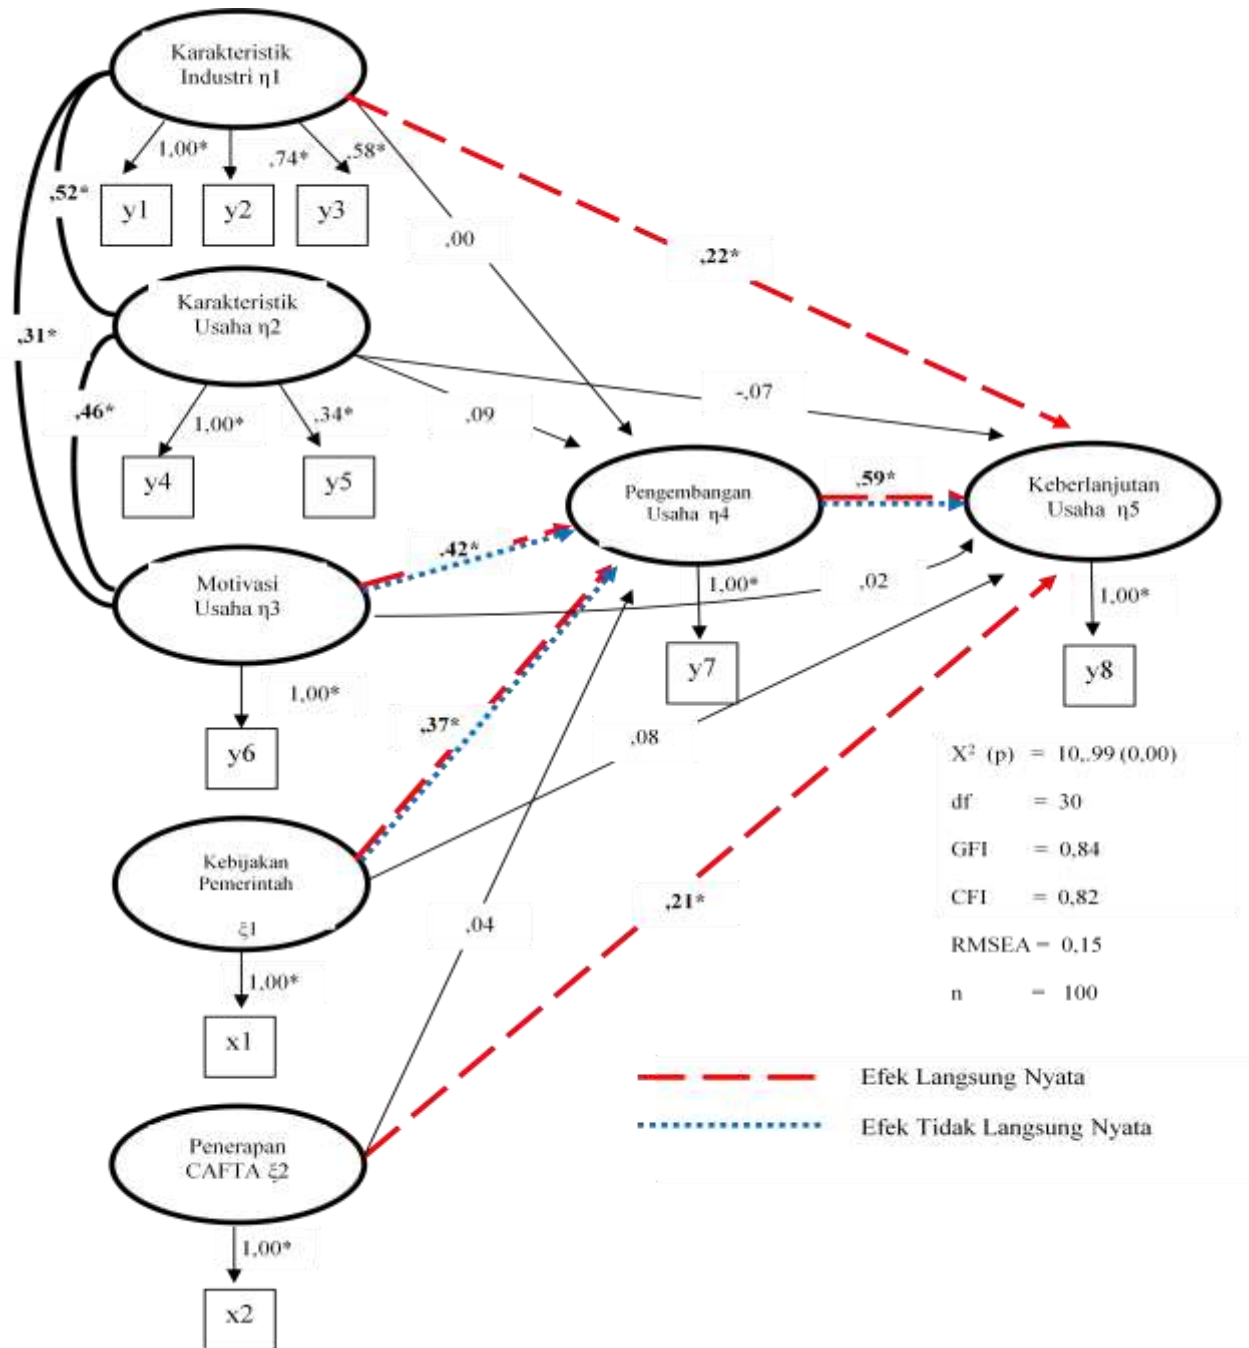 Karakteristik
Industri η1
1,00*
,74*
,58*
y1
y2
y3
,52*
,00
,22*
Karakteristik
Usaha η2
,31*
,46*
1,00*
,34*
,09
-,07
y4
y5
Pengembangan
Usaha η4
,59*
Keberlanjutan
Usaha η5
,42*
Motivasi
Usaha η3
1,00*
,02
1,00*
y7
y8
1,00*
y6
,37*
,08
X² (p) = 10,.99 (0,00)
df = 30
GFI = 0,84
CFI = 0,82
RMSEA = 0,15
n = 100
Kebijakan
Pemerintah
ξ1
,21*
,04
1,00*
x1
Efek Langsung Nyata
Efek Tidak Langsung Nyata
Penerapan
CAFTA ξ2
1,00*
x2